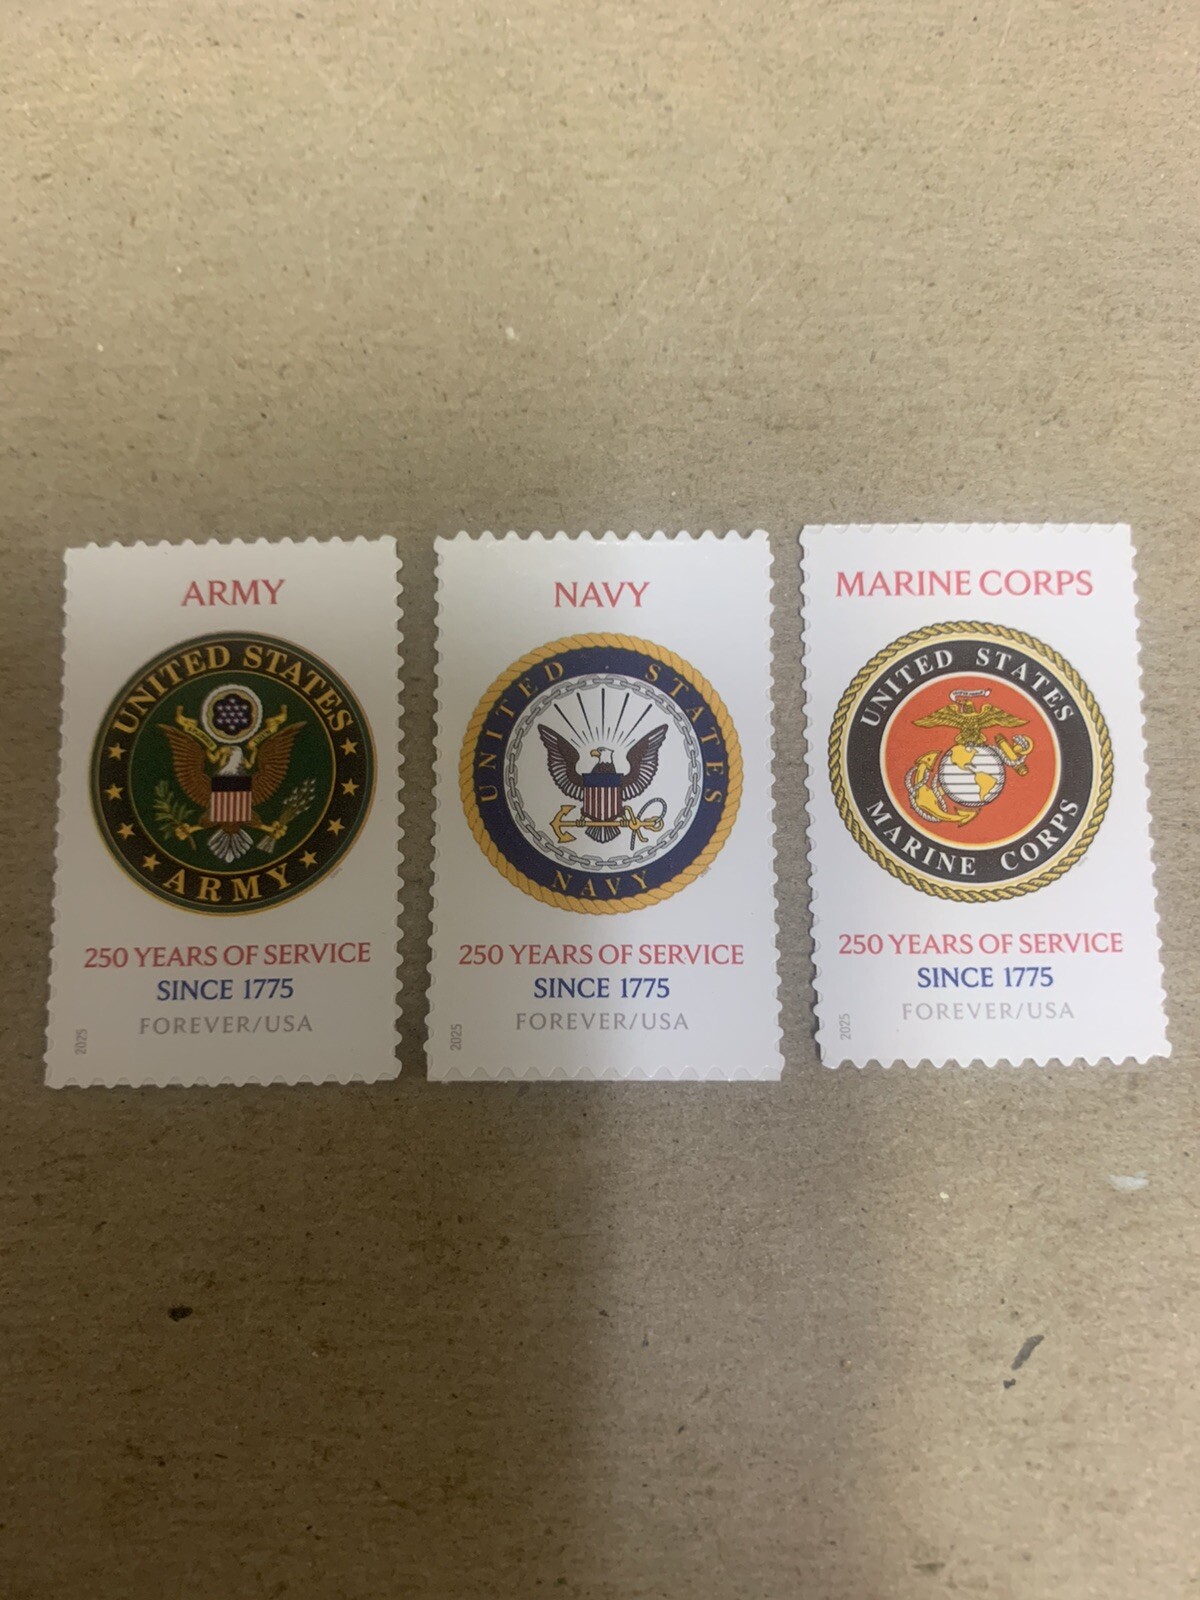 ARMY
UNITED STATES
ARMY
250 YEARS OF SERVICE
SINCE 1775
FOREVER/USA
2025
NAVY
UNITED STATES
NAVY
250 YEARS OF SERVICE
SINCE 1775
FOREVER/USA
2025
MARINE CORPS
UNITED STATES
MARINE CORPS
250 YEARS OF SERVICE
SINCE 1775
FOREVER/USA
2025